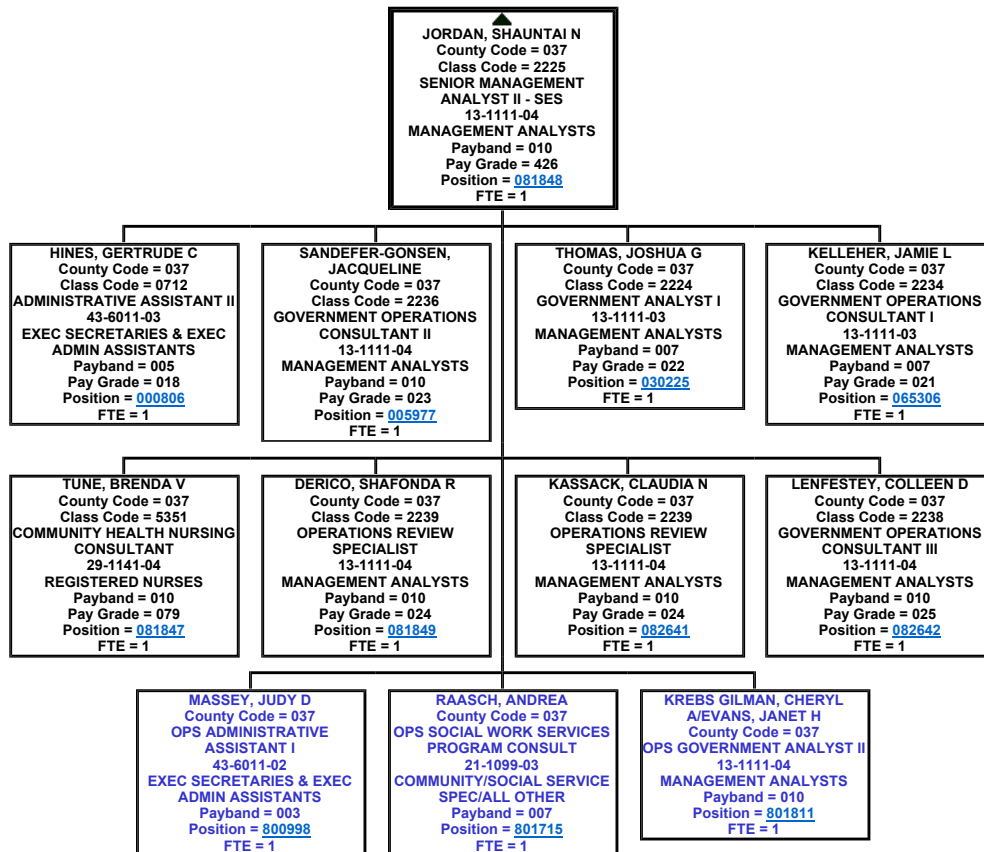 JORDAN, SHAUNTAI N
County Code = 037
Class Code = 2225
SENIOR MANAGEMENT
ANALYST II - SES
13-1111-04
MANAGEMENT ANALYSTS
Payband = 010
Pay Grade = 426
Position = 081848
FTE = 1
HINES, GERTRUDE C
County Code = 037
Class Code = 0712
ADMINISTRATIVE ASSISTANT II
43-6011-03
EXEC SECRETARIES & EXEC
ADMIN ASSISTANTS
Payband = 005
Pay Grade = 018
Position = 000806
FTE = 1
SANDEFER-GONSEN,
JACQUELINE
County Code = 037
Class Code = 2236
GOVERNMENT OPERATIONS
CONSULTANT II
13-1111-04
MANAGEMENT ANALYSTS
Payband = 010
Pay Grade = 023
Position = 005977
FTE = 1
THOMAS, JOSHUA G
County Code = 037
Class Code = 2224
GOVERNMENT ANALYST I
13-1111-03
MANAGEMENT ANALYSTS
Payband = 007
Pay Grade = 022
Position = 030225
FTE = 1
KELLEHER, JAMIE L
County Code = 037
Class Code = 2234
GOVERNMENT OPERATIONS
CONSULTANT I
13-1111-03
MANAGEMENT ANALYSTS
Payband = 007
Pay Grade = 021
Position = 065306
FTE = 1
TUNE, BRENDA V
County Code = 037
Class Code = 5351
COMMUNITY HEALTH NURSING
CONSULTANT
29-1141-04
REGISTERED NURSES
Payband = 010
Pay Grade = 079
Position = 081847
FTE = 1
DERICO, SHAFONDA R
County Code = 037
Class Code = 2239
OPERATIONS REVIEW
SPECIALIST
13-1111-04
MANAGEMENT ANALYSTS
Payband = 010
Pay Grade = 024
Position = 081849
FTE = 1
KASSACK, CLAUDIA N
County Code = 037
Class Code = 2239
OPERATIONS REVIEW
SPECIALIST
13-1111-04
MANAGEMENT ANALYSTS
Payband = 010
Pay Grade = 024
Position = 082641
FTE = 1
LENFESTEY, COLLEEN D
County Code = 037
Class Code = 2238
GOVERNMENT OPERATIONS
CONSULTANT III
13-1111-04
MANAGEMENT ANALYSTS
Payband = 010
Pay Grade = 025
Position = 082642
FTE = 1
MASSEY, JUDY D
County Code = 037
OPS ADMINISTRATIVE
ASSISTANT I
43-6011-02
EXEC SECRETARIES & EXEC
ADMIN ASSISTANTS
Payband = 003
Position = 800998
FTE = 1
RAASCH, ANDREA
County Code = 037
OPS SOCIAL WORK SERVICES
PROGRAM CONSULT
21-1099-03
COMMUNITY/SOCIAL SERVICE
SPEC/ALL OTHER
Payband = 007
Position = 801715
FTE = 1
KREBS GILMAN, CHERYL
A/EVANS, JANET H
County Code = 037
OPS GOVERNMENT ANALYST II
13-1111-04
MANAGEMENT ANALYSTS
Payband = 010
Position = 801811
FTE = 1